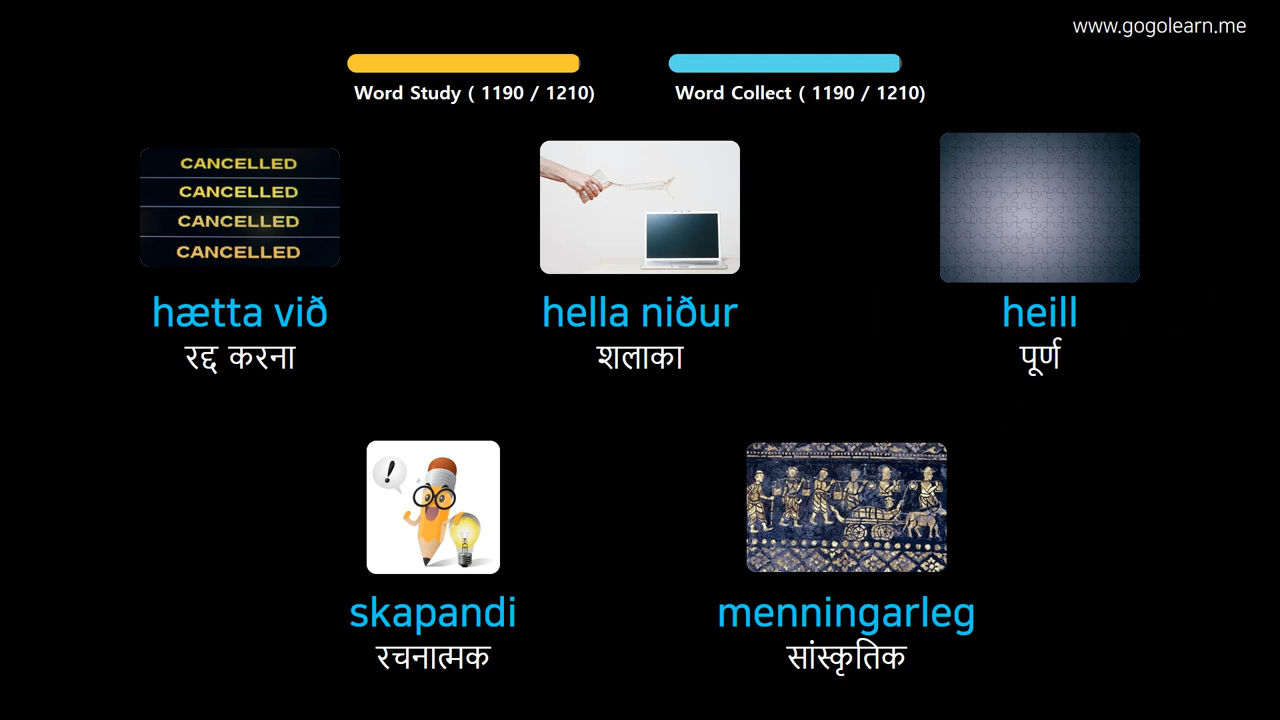 www.gogolearn.me
Word Study ( 1190 / 1210)
Word Collect ( 1190 / 1210)
CANCELLED
CANCELLED
CANCELLED
CANCELLED
hætta við
रद्द करना
hella niður
शलाका
heill
पूर्ण
!
skapandi
रचनात्मक
menningarleg
सांस्कृतिक